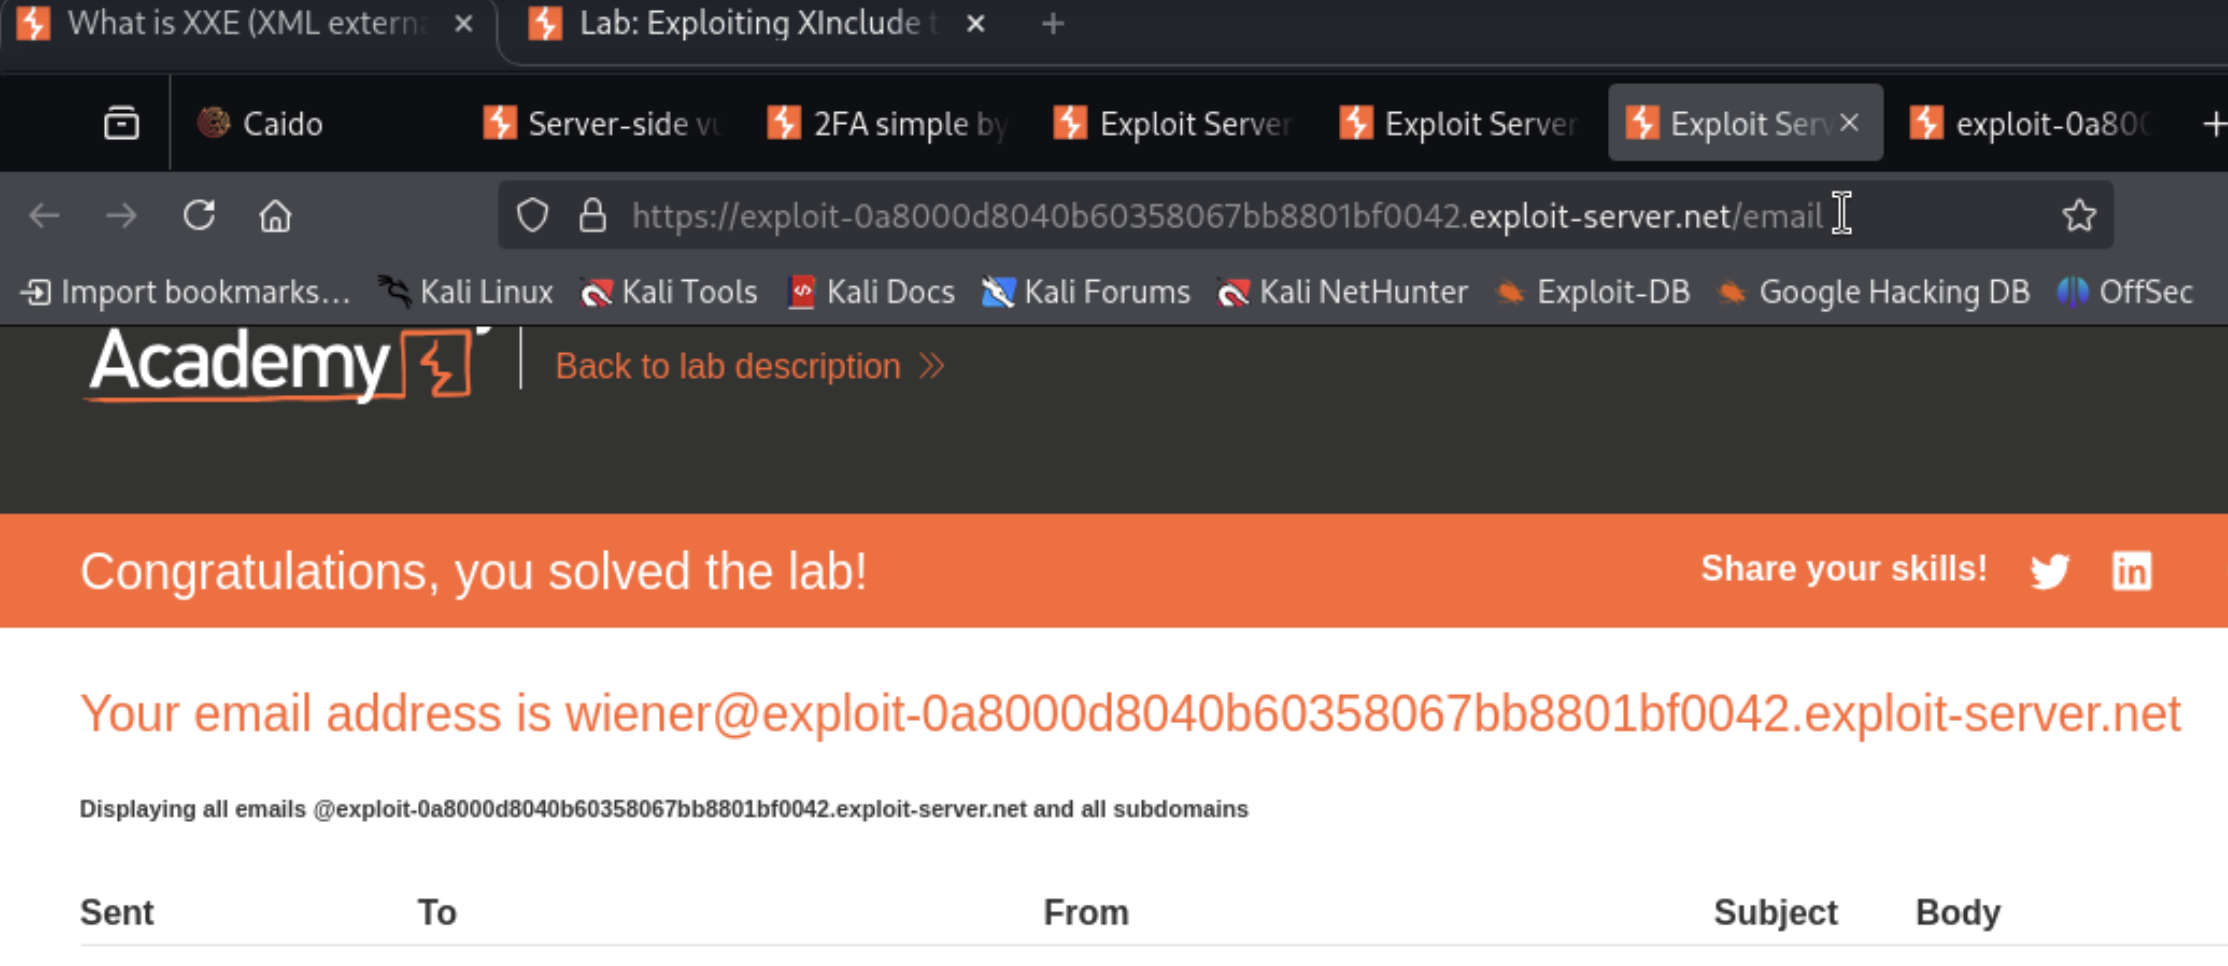 What is XXE (XML extern
Lab: Exploiting XInclude t
Caido
Server-side vu
2FA simple by
Exploit Server
Exploit Server
Exploit Serv
exploit-0a800
https://exploit-0a8000d8040b60358067bb8801bf0042.exploit-server.net/email
Import bookmarks...
Kali Linux
Kali Tools
Kali Docs
Kali Forums
Kali NetHunter
Exploit-DB
Google Hacking DB
OffSec
Academy
Back to lab description
Congratulations, you solved the lab!
Share your skills!
Your email address is wiener@exploit-0a8000d8040b60358067bb8801bf0042.exploit-server.net
Displaying all emails @exploit-0a8000d8040b60358067bb8801bf0042.exploit-server.net and all subdomains
Sent To From Subject Body